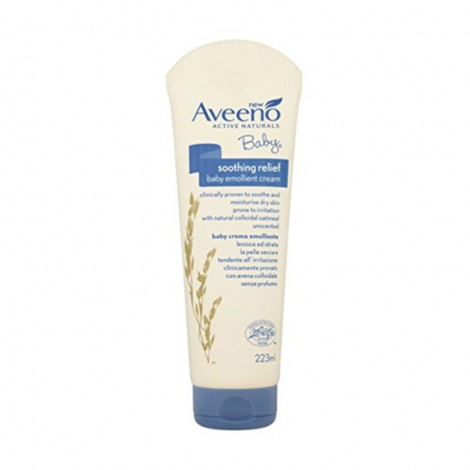 new
Aveeno
ACTIVE NATURALS
Baby
soothing relief
baby emollient cream
clinically proven to soothe and
moisturise dry skin
prone to irritation
with natural colloidal oatmeal
unscented
baby crema emolliente
lenisce ed idrata
la pelle secca e
tendente all' irritazione
clinicamente provato
con avena colloidale
senza profumo
223ml